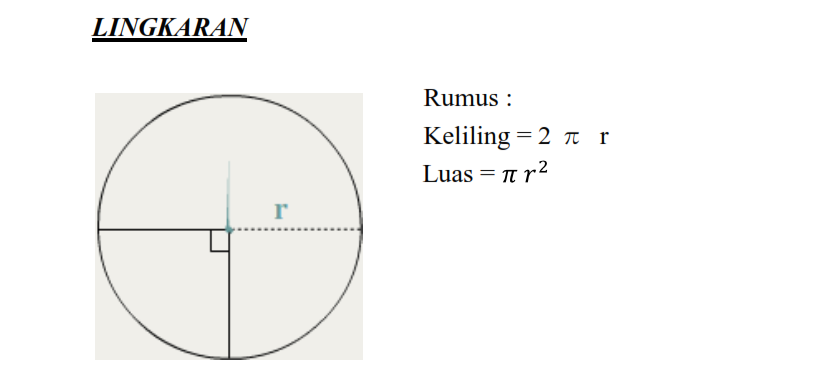 LINGKARAN
Rumus :
Keliling = 2 π r
Luas = π r²
r